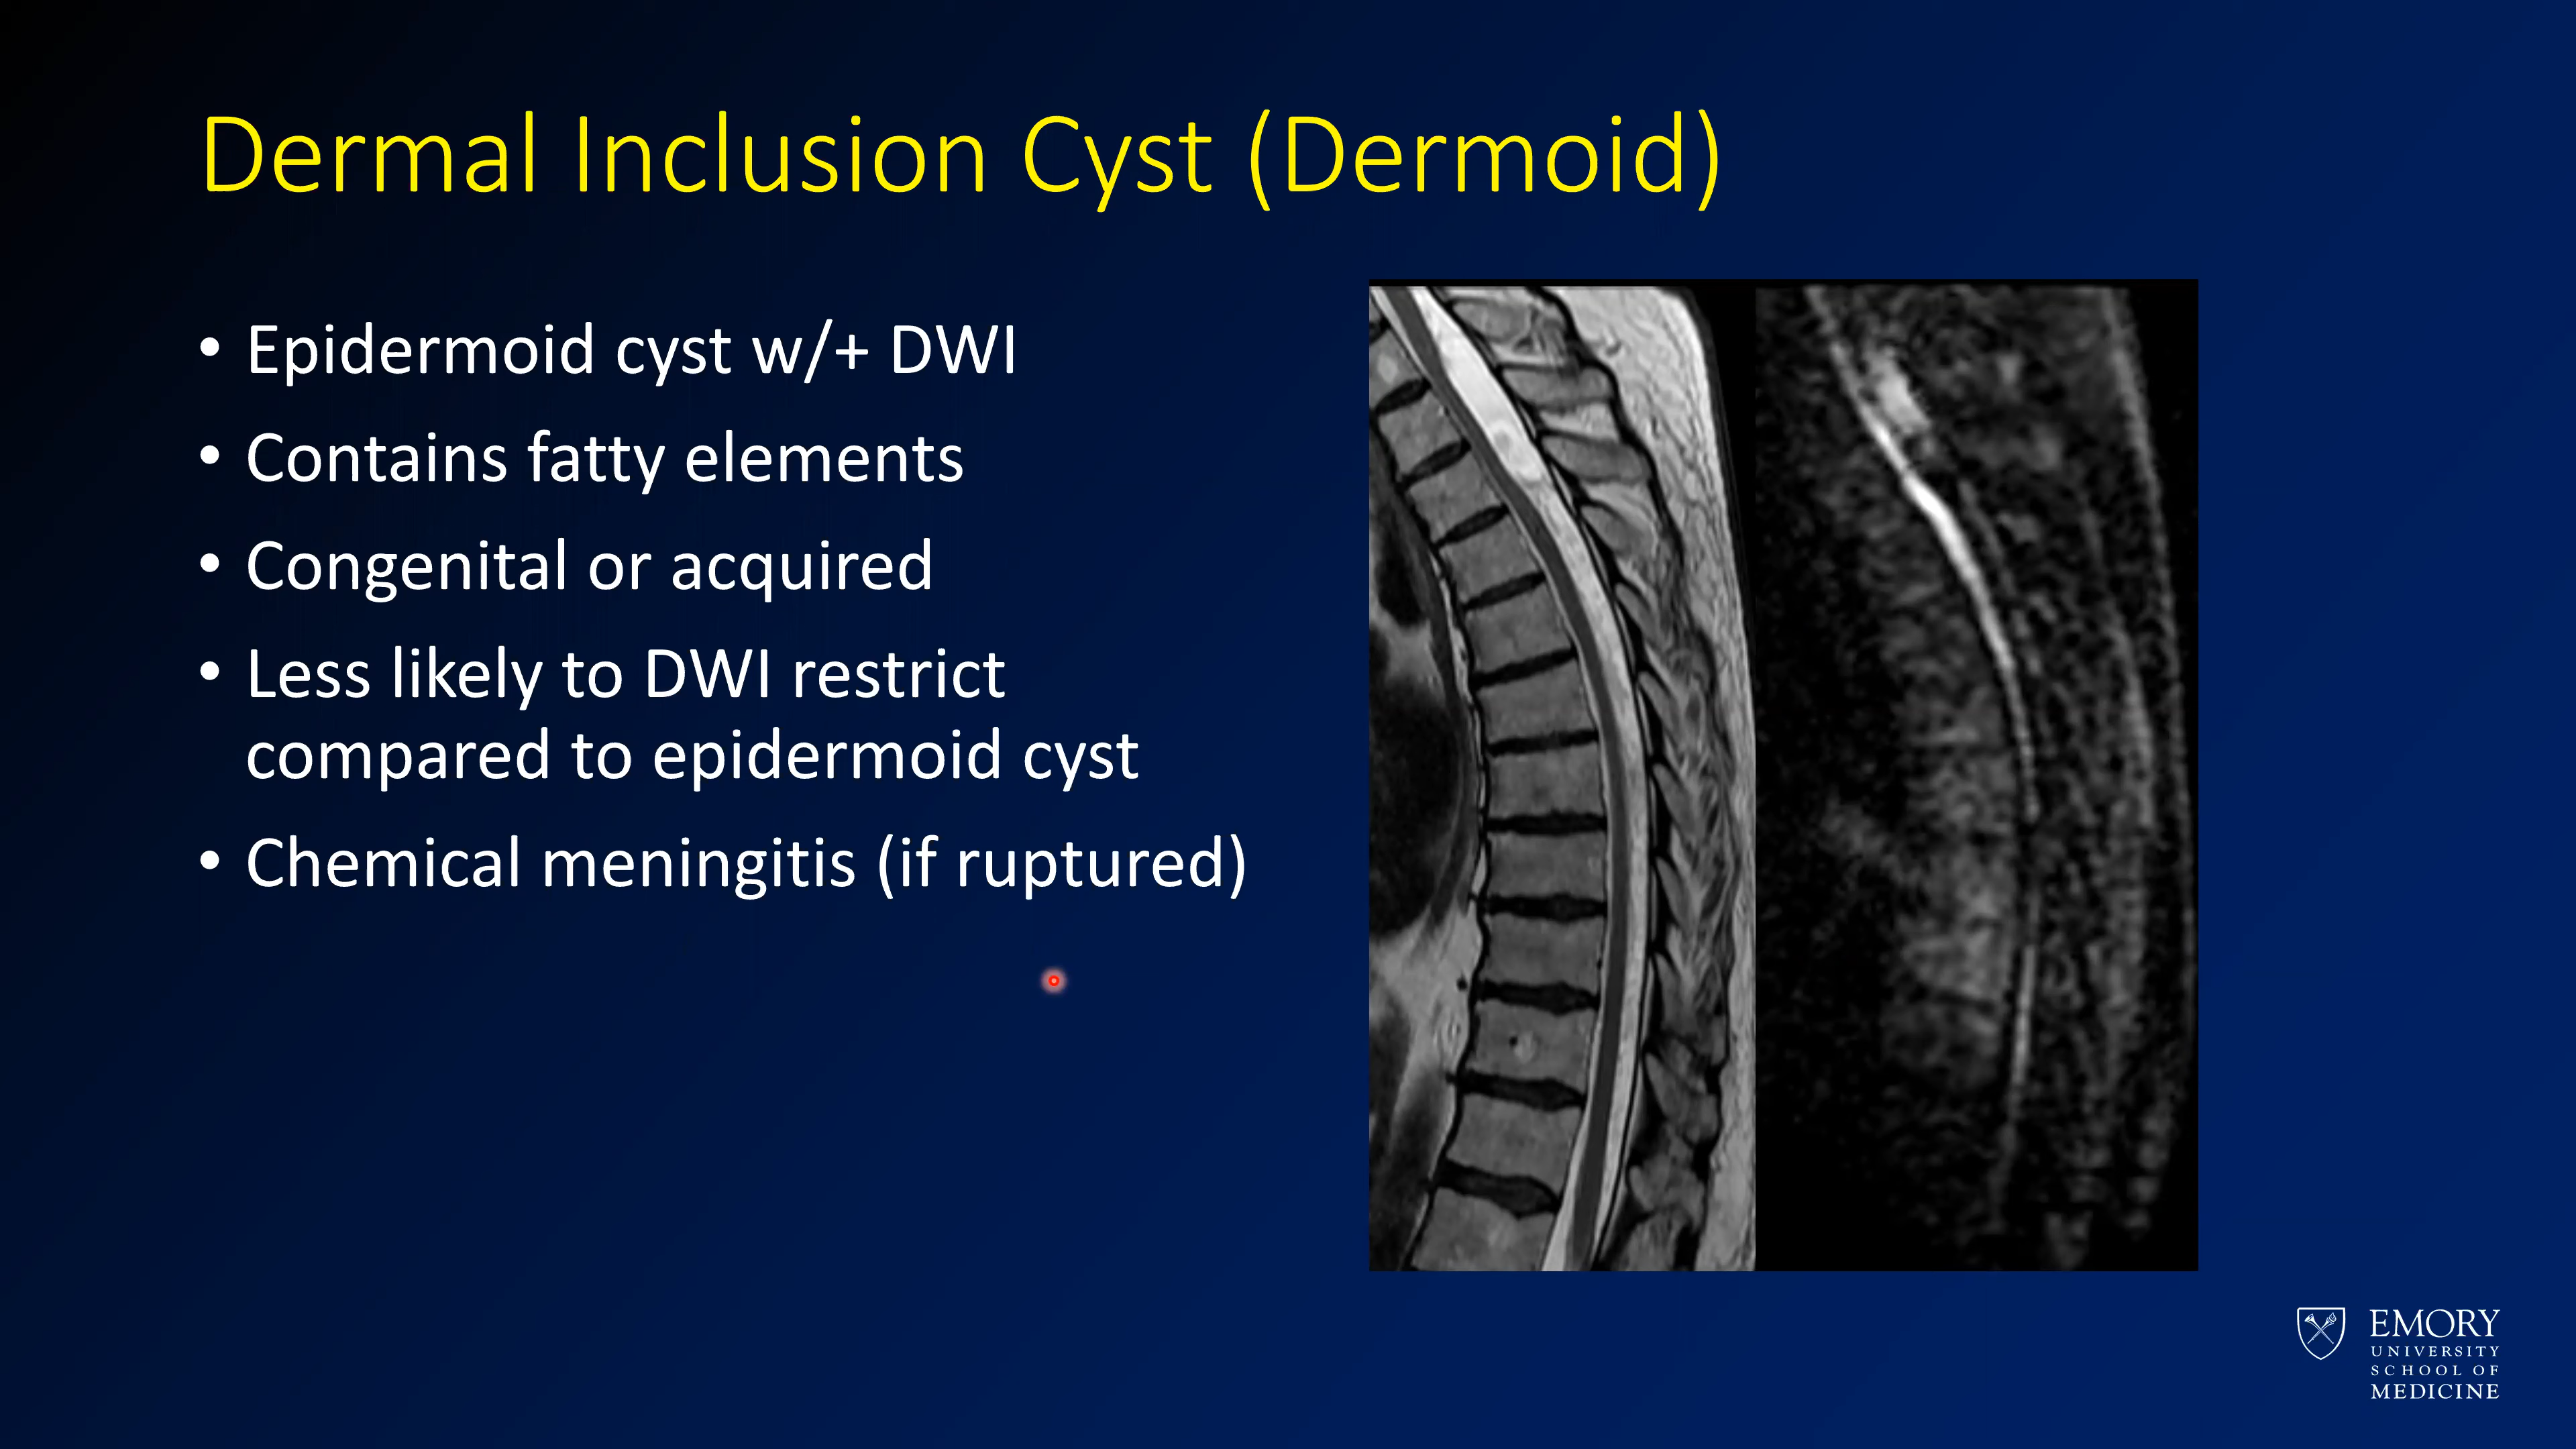 Dermal Inclusion Cyst (Dermoid)
• Epidermoid cyst w/+ DWI
• Contains fatty elements
• Congenital or acquired
• Less likely to DWI restrict
compared to epidermoid cyst
• Chemical meningitis (if ruptured)
EMORY
UNIVERSITY
SCHOOL OF
MEDICINE